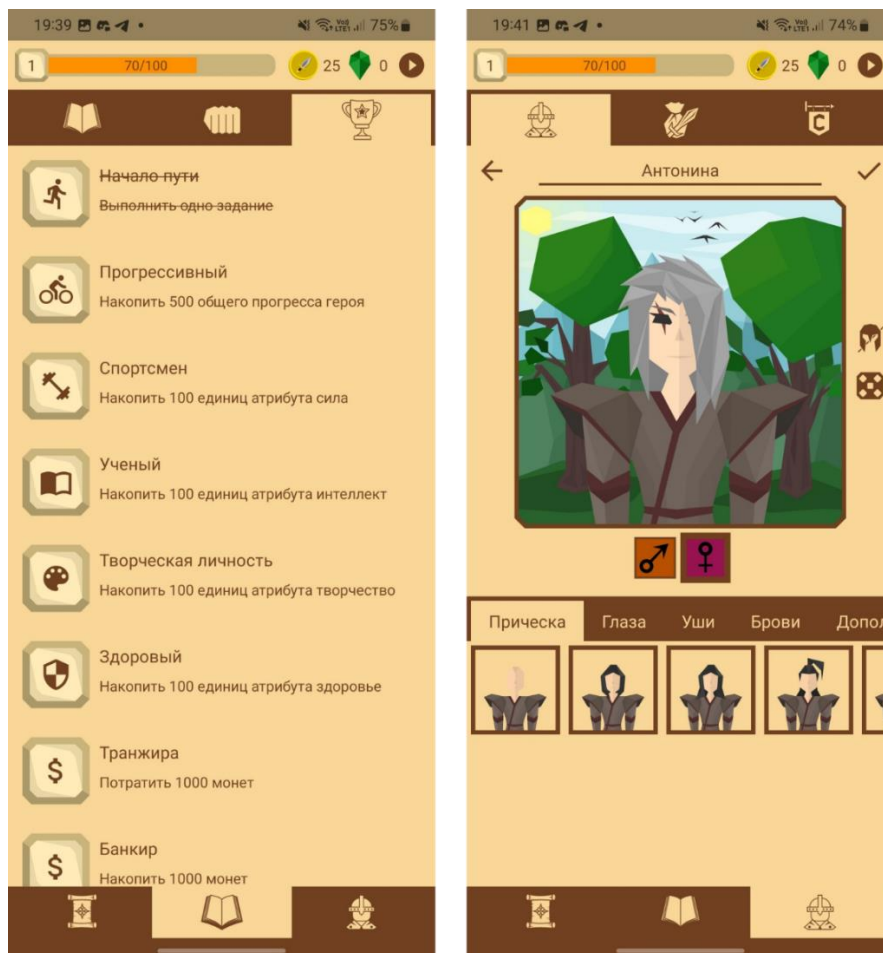 19:39
75%
1
70/100
25
0
Начало пути
Выполнить одно задание
Прогрессивный
Накопить 500 общего прогресса героя
Спортсмен
Накопить 100 единиц атрибута сила
Ученый
Накопить 100 единиц атрибута интеллект
Творческая личность
Накопить 100 единиц атрибута творчество
Здоровый
Накопить 100 единиц атрибута здоровье
Транжира
Потратить 1000 монет
Банкир
Накопить 1000 монет
19:41
74%
1
70/100
25
0
C
Антонина
Прическа Глаза Уши Брови Допол